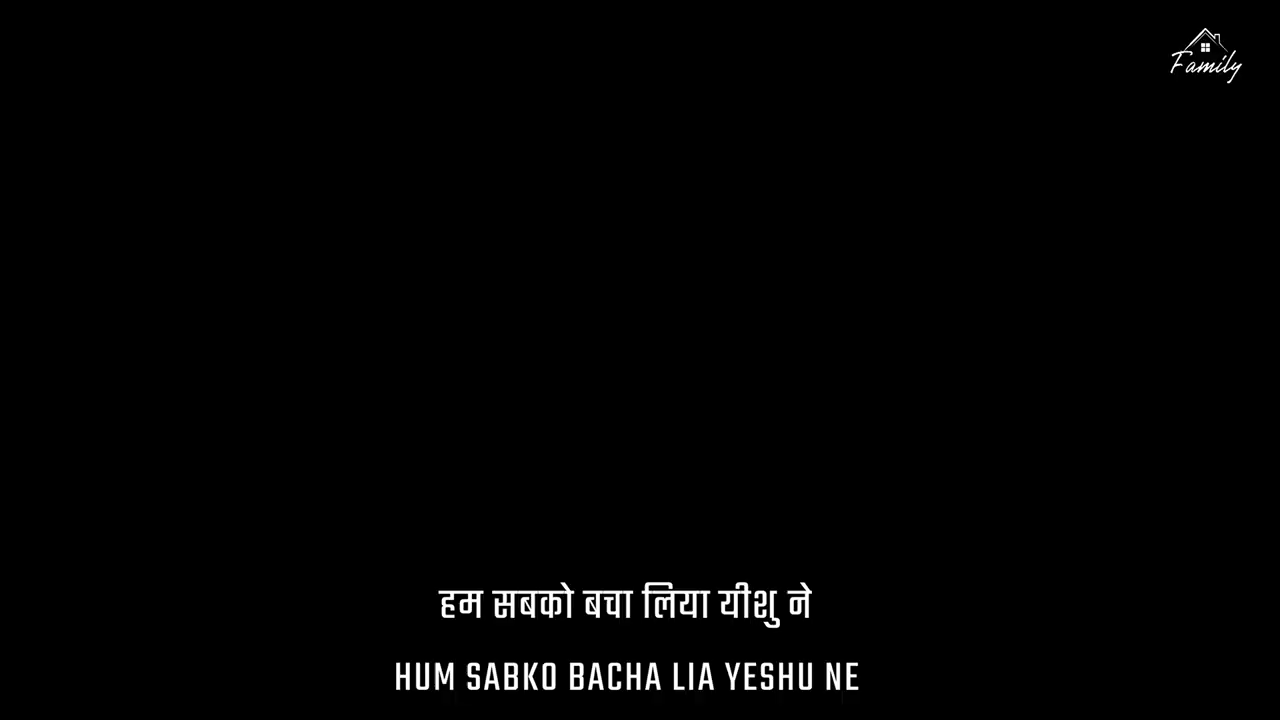 Family
हम सबको बचा लिया यीशु ने
HUM SABKO BACHA LIA YESHU NE